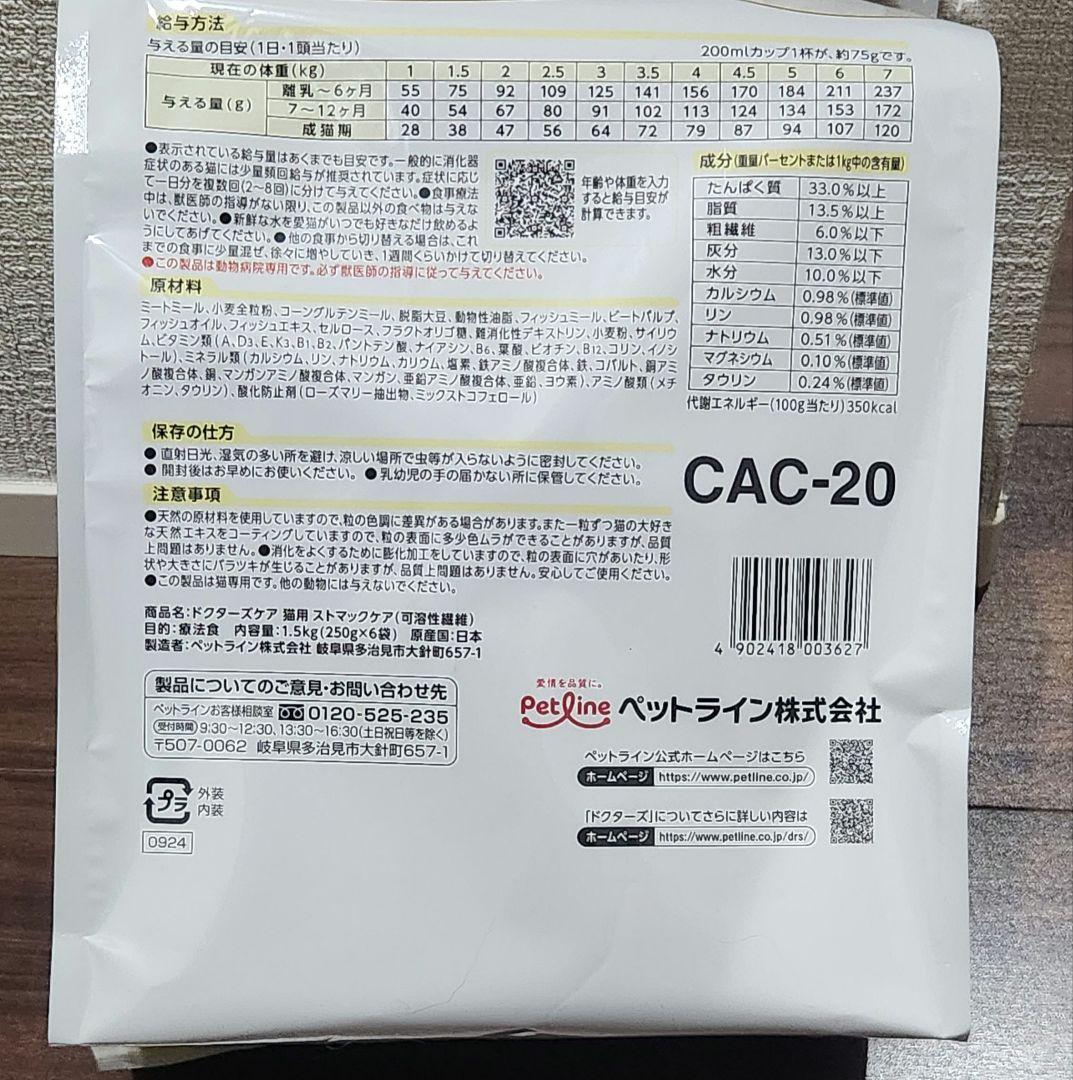 給与方法
与える量の目安(1日・1頭当たり)
200mlカップ1杯が、約75gです。
現在の体重(kg) 1 1.5 2 2.5 3 3.5 4 4.5 5 6 7
与える量(g)
離乳〜6ヶ月 55 75 92 109 125 141 156 170 184 211 237
7〜12ヶ月 40 54 67 80 91 102 113 124 134 153 172
成猫期 28 38 47 56 64 72 79 87 94 107 120
●表示されている給与量はあくまでも目安です。一般的に消化器
症状のある猫には少量頻回給与が推奨されています。症状に応じ
て一日分を複数回(2〜8回)に分けて与えてください。●食事療法
中は、獣医師の指導がない限り、この製品以外の食べ物は与えな
いでください。●新鮮な水を愛猫がいつでも好きなだけ飲めるよ
うにしてあげてください。●他の食事から切り替える場合は、これ
までの食事に少量混ぜ、徐々に増やしていき、1週間くらいかけて切り替えてください。
●この製品は動物病院専用です。必ず獣医師の指導に従って与えてください。
年齢や体重を入力
すると給与目安が
計算できます。
成分(重量パーセントまたは1kg中の含有量)
たんぱく質 33.0%以上
脂質 13.5%以上
粗繊維 6.0%以下
灰分 13.0%以下
水分 10.0%以下
カルシウム 0.98%(標準値)
リン 0.98%(標準値)
ナトリウム 0.51%(標準値)
マグネシウム 0.10%(標準値)
タウリン 0.24%(標準値)
代謝エネルギー(100g当たり)350kcal
原材料
ミートミール、小麦全粒粉、コーングルテンミール、脱脂大豆、動物性油脂、フィッシュミール、ビートパルプ、
フィッシュオイル、フィッシュエキス、セルロース、フラクトオリゴ糖、難消化性デキストリン、小麦粉、サイリウ
ム、ビタミン類(A、D3、E、K3、B1、B2、パントテン酸、ナイアシン、B6、葉酸、ビオチン、B12、コリン、イノシ
トール)、ミネラル類(カルシウム、リン、ナトリウム、カリウム、塩素、鉄アミノ酸複合体、鉄、コバルト、銅アミ
ノ酸複合体、銅、マンガンアミノ酸複合体、マンガン、亜鉛アミノ酸複合体、亜鉛、ヨウ素)、アミノ酸類(メチ
オニン、タウリン)、酸化防止剤(ローズマリー抽出物、ミックストコフェロール)
保存の仕方
●直射日光、湿気の多い所を避け、涼しい場所で虫等が入らないように密封してください。
●開封後はお早めにお使いください。 ●乳幼児の手の届かない所に保管してください。
CAC-20
注意事項
●天然の原材料を使用していますので、粒の色調に差異がある場合があります。また一粒ずつ猫の大好き
な天然エキスをコーティングしていますので、粒の表面に多少色ムラができることがありますが、品質
上問題はありません。●消化をよくするために膨化加工をしていますので、粒の表面に穴があいたり、形
状や大きさにバラツキが生じることがありますが、品質上問題はありません。安心してご使用ください。
●この製品は猫専用です。他の動物には与えないでください。
商品名:ドクターズケア 猫用 ストマックケア(可溶性繊維)
目的:療法食 内容量:1.5kg(250g×6袋) 原産国:日本
製造者:ペットライン株式会社 岐阜県多治見市大針町657-1
4 902418 003627
製品についてのご意見・お問い合わせ先
ペットラインお客様相談室 0120-525-235
受付時間 9:30〜12:30、13:30〜16:30(土日祝日等を除く)
〒507-0062 岐阜県多治見市大針町657-1
愛情を品質に。
Petline ペットライン株式会社
ペットライン公式ホームページはこちら
ホームページ https://www.petline.co.jp/
「ドクターズ」についてさらに詳しい内容は
ホームページ https://www.petline.co.jp/drs/
プラ
外装
内装
0924